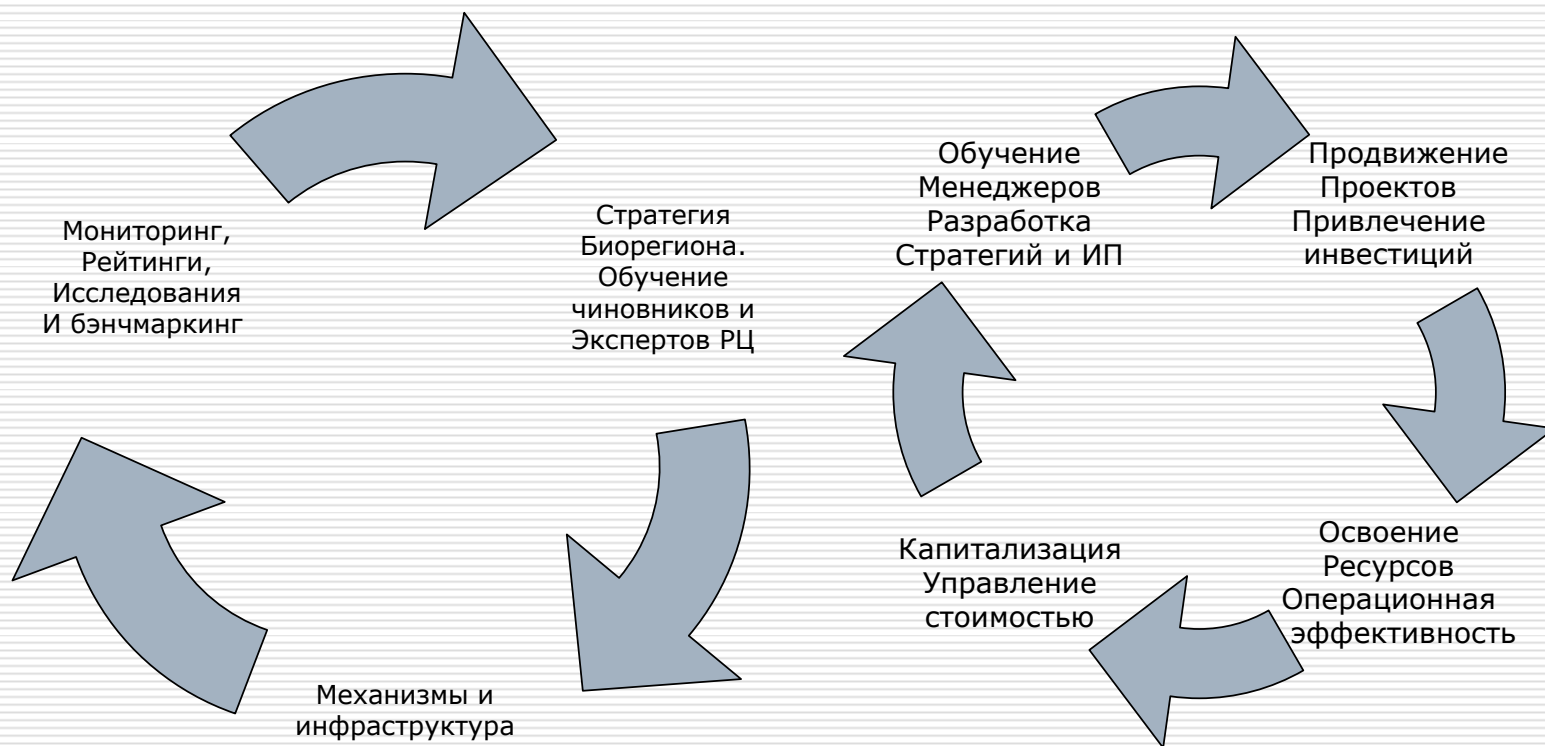 Мониторинг,
Рейтинги,
Исследования
И бэнчмаркинг
Стратегия
Биорегиона.
Обучение
чиновников и
Экспертов РЦ
Механизмы и
инфраструктура
Обучение
Менеджеров
Разработка
Стратегий и ИП
Продвижение
Проектов
Привлечение
инвестиций
Освоение
Ресурсов
Операционная
эффективность
Капитализация
Управление
стоимостью